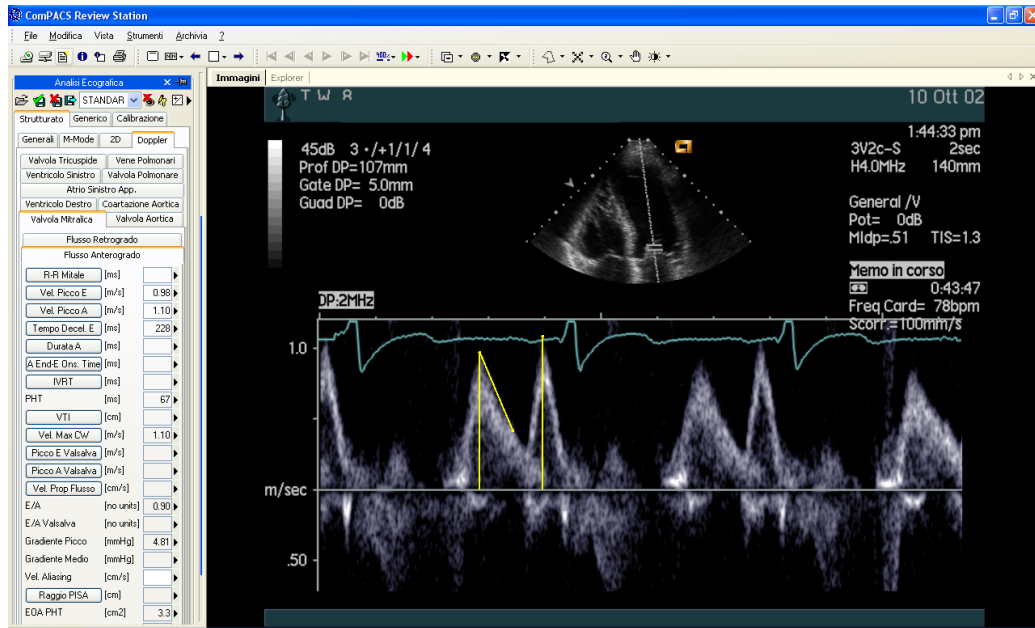 ComPACS Review Station
File Modifica Vista Strumenti Archivia ?
Analisi Ecografica
STANDAR
Strutturato Generico Calibrazione
Generali M-Mode 2D Doppler
Valvola Tricuspide Vene Polmonari
Ventricolo Sinistro Valvola Polmonare
Atrio Sinistro App.
Ventricolo Destro Coartazione Aortica
Valvola Mitralica Valvola Aortica
Flusso Retrogrado
Flusso Anterogrado
R-R Mitale [ms]
Vel. Picco E [m/s] 0.98
Vel. Picco A [m/s] 1.10
Tempo Decel. E [ms] 228
Durata A [ms]
A End-E Ons. Time [ms]
IVRT [ms]
PHT [ms] 67
VTI [cm]
Vel. Max CW [m/s] 1.10
Picco E Valsalva [m/s]
Picco A Valsalva [m/s]
Vel. Prop Flusso [cm/s]
E/A [no units] 0.90
E/A Valsalva [no units]
Gradiente Picco [mmHg] 4.81
Gradiente Medio [mmHg]
Vel. Aliasing [cm/s]
Raggio PISA [cm]
EOA PHT [cm2] 3.3
Immagini Explorer
T W R
10 Ott 02
1:44:33 pm
45dB 3 •/+1/1/ 4
Prof DP=107mm
Gate DP= 5.0mm
Guad DP= 0dB
3V2c-S 2sec
H4.0MHz 140mm
General /V
Pot= 0dB
MIdp=.51 TIS=1.3
Memo in corso
0:43:47
Freq Card= 78bpm
Scorr.=100mm/s
DP:2MHz
1.0
m/sec
.50